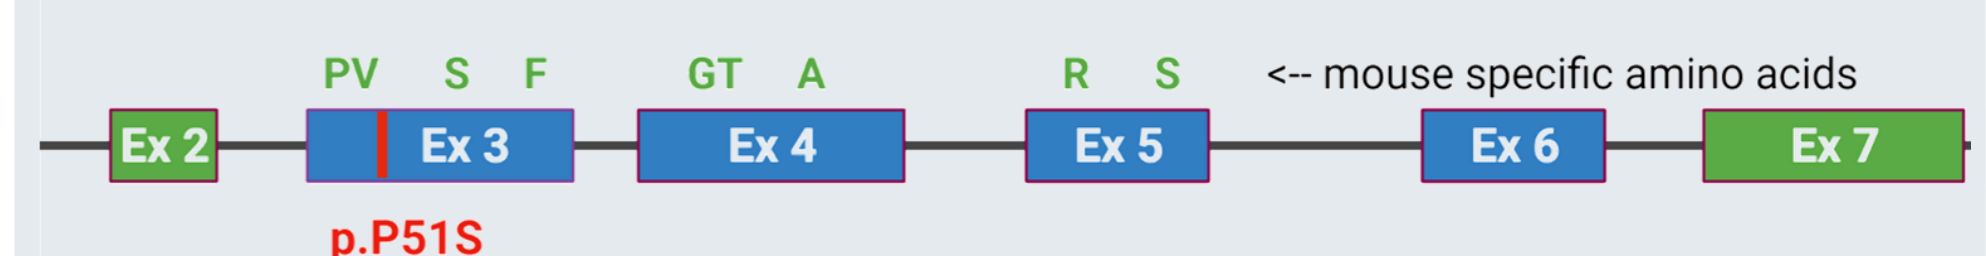 PV S F GT A R S <-- mouse specific amino acids
Ex 2 Ex 3 Ex 4 Ex 5 Ex 6 Ex 7
p.P51S